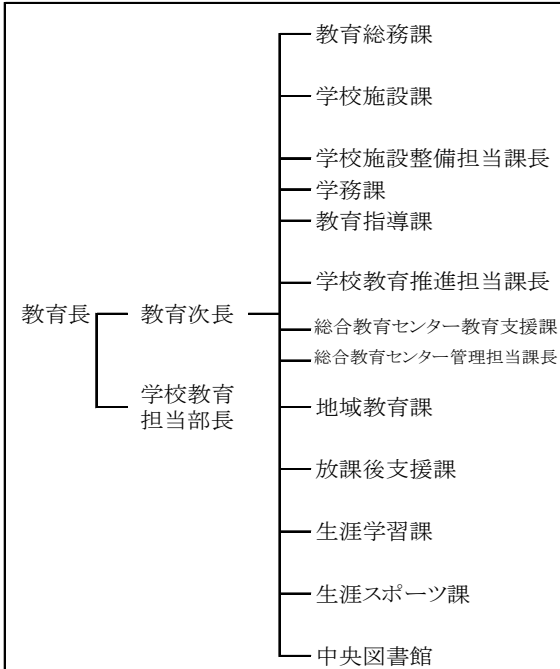 教育総務課
学校施設課
学校施設整備担当課長
学務課
教育指導課
学校教育推進担当課長
教育長
教育次長
総合教育センター教育支援課
総合教育センター管理担当課長
学校教育
担当部長
地域教育課
放課後支援課
生涯学習課
生涯スポーツ課
中央図書館